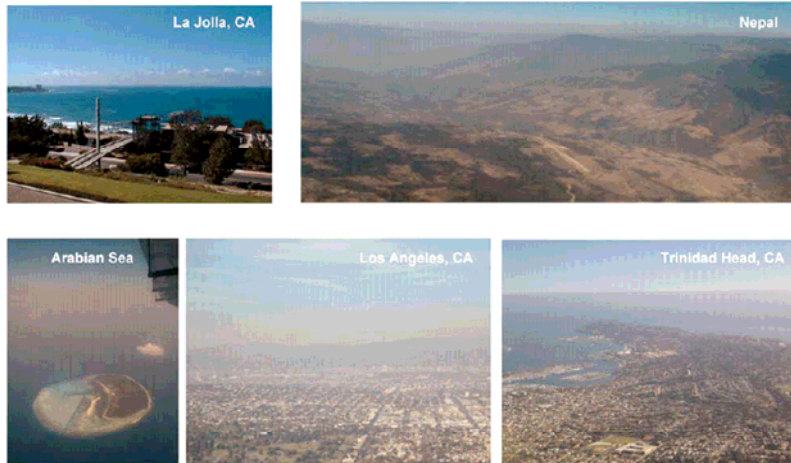 La Jolla, CA
Nepal
Arabian Sea
Los Angeles, CA
Trinidad Head, CA